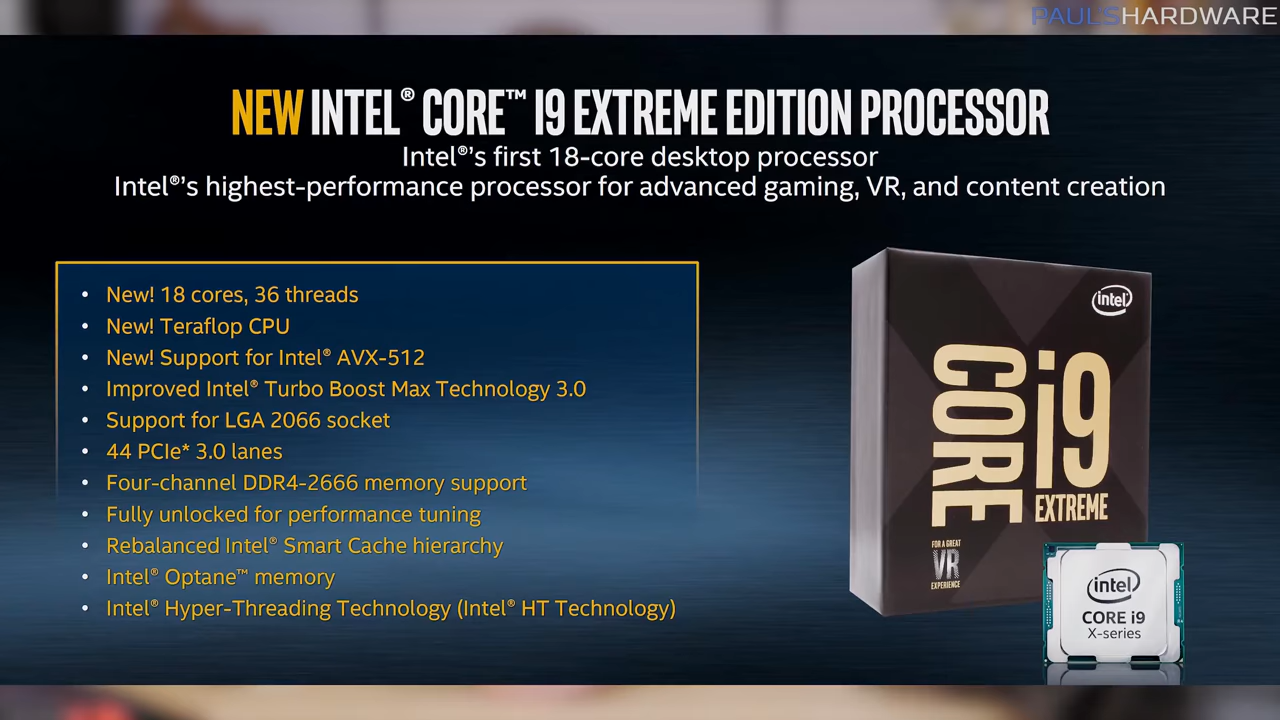 PAUL'SHARDWARE
NEW INTEL® CORE™ I9 EXTREME EDITION PROCESSOR
Intel®'s first 18-core desktop processor
Intel®'s highest-performance processor for advanced gaming, VR, and content creation
• New! 18 cores, 36 threads
• New! Teraflop CPU
• New! Support for Intel® AVX-512
• Improved Intel® Turbo Boost Max Technology 3.0
• Support for LGA 2066 socket
• 44 PCIe* 3.0 lanes
• Four-channel DDR4-2666 memory support
• Fully unlocked for performance tuning
• Rebalanced Intel® Smart Cache hierarchy
• Intel® Optane™ memory
• Intel® Hyper-Threading Technology (Intel® HT Technology)
intel®
CORE i9
EXTREME
FOR A GREAT
VR
EXPERIENCE
intel®
CORE i9
X-series